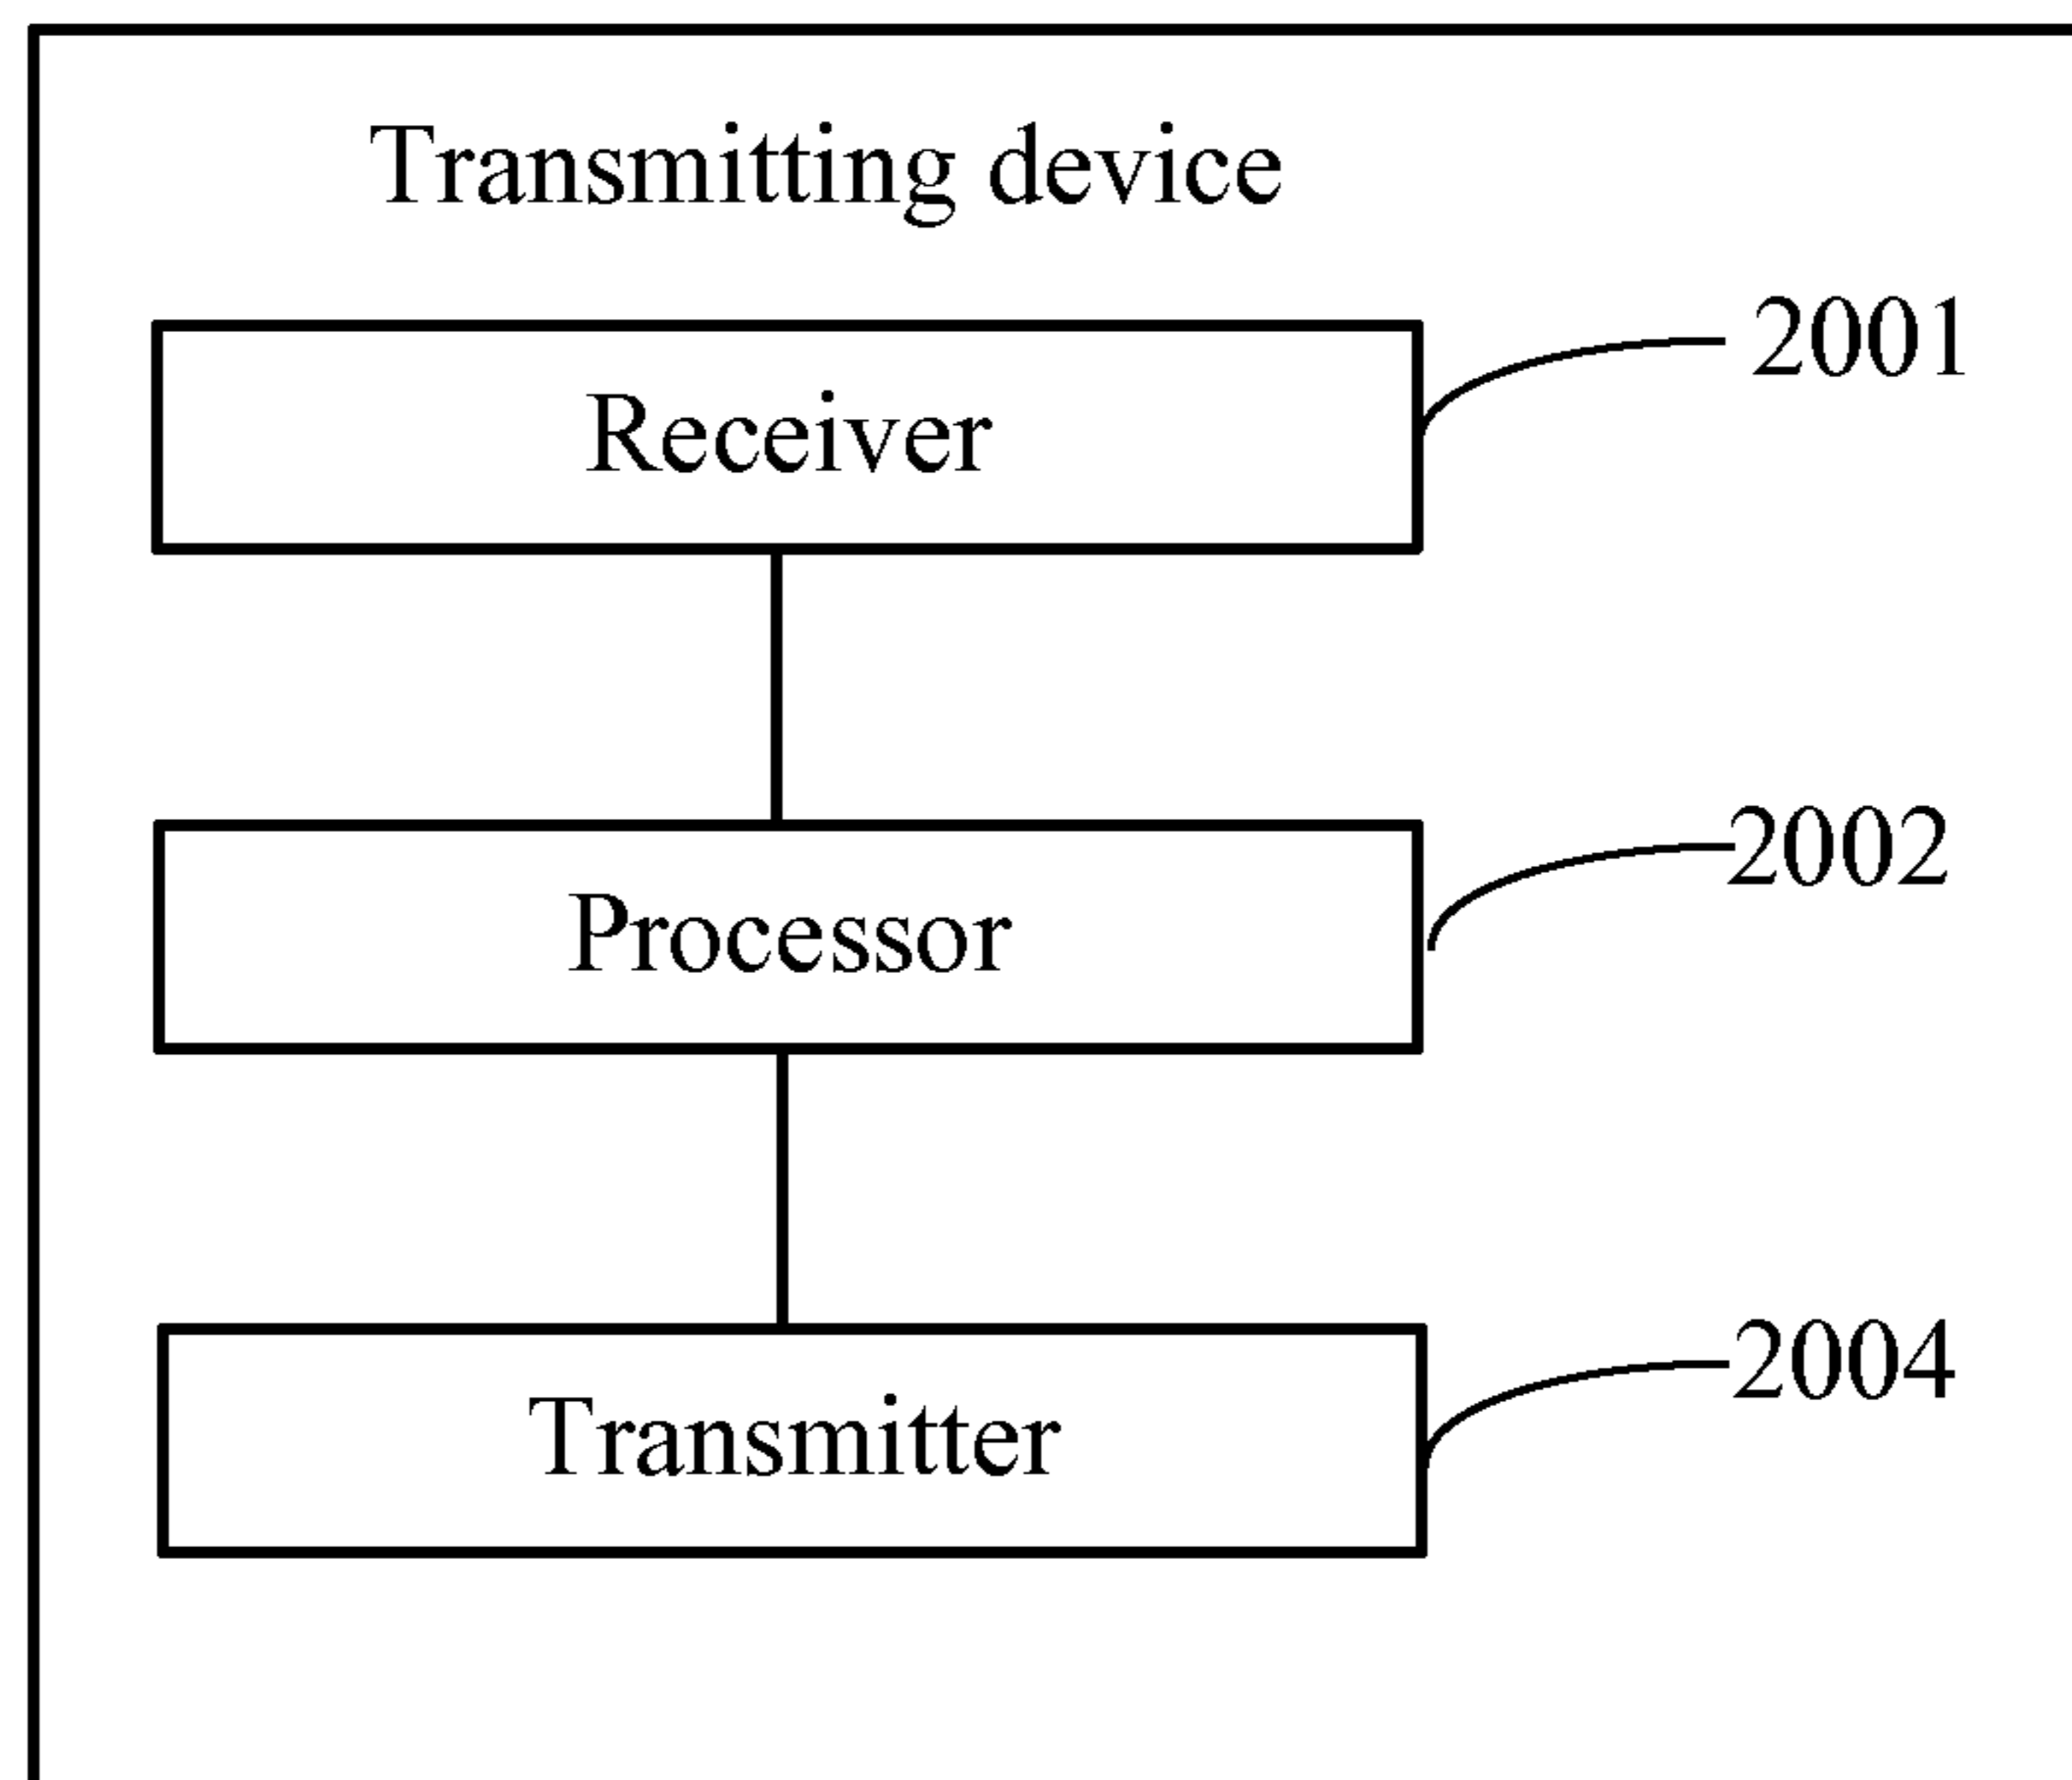 Transmitting device
2001
Receiver
2002
Processor
2004
Transmitter